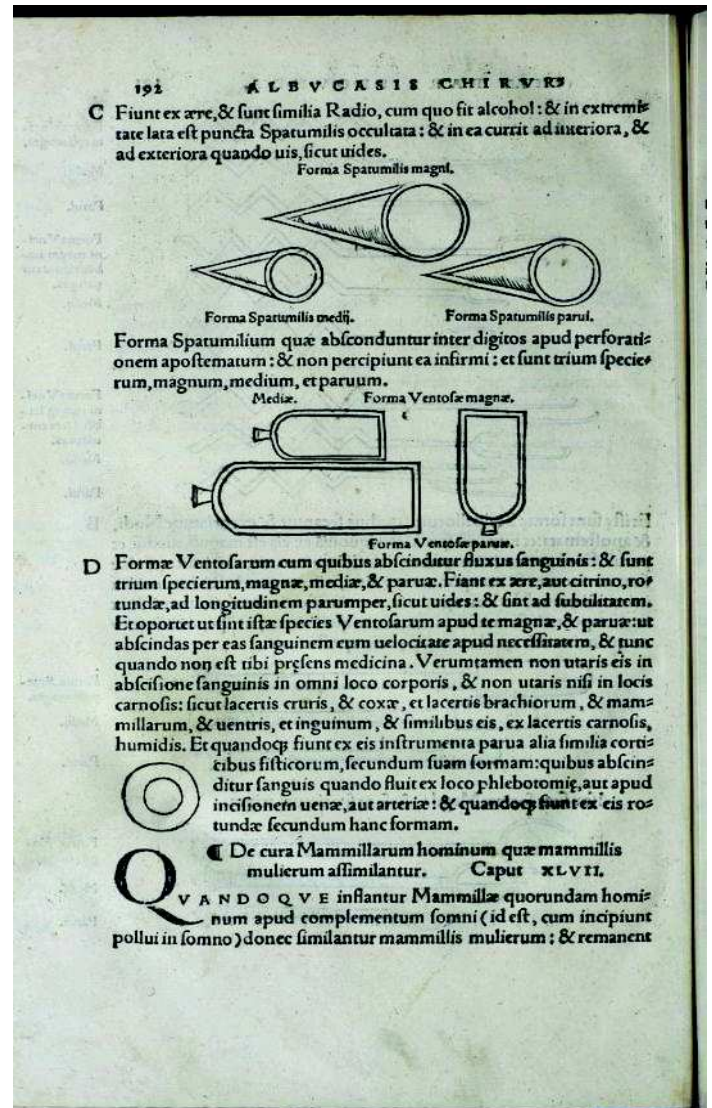 192 ALBVCASIS CHIRVR
C Fiunt ex ære, & ſunt ſimilia Radio, cum quo fit alcohol: & in extremi⸗
tate lata eſt puncta Spatumilis occultata: & in ea currit ad interiora, &
ad exteriora quando uis, ſicut uides.
Forma Spatumilis magni.
Forma Spatumilis medij. Forma Spatumilis parui.
Forma Spatumilium quæ abſconduntur inter digitos apud perforati⸗
onem apoſtematum: & non percipiunt ea infirmi: et ſunt trium ſpecie⸗
rum, magnum, medium, et paruum.
Mediæ. Forma Ventoſæ magnæ.
Forma Ventoſæ paruæ.
D Formæ Ventoſarum cum quibus abſcinditur fluxus ſanguinis: & ſunt
trium ſpecierum, magnæ, mediæ, & paruæ. Fiant ex ære, aut citrino, ro⸗
tundæ, ad longitudinem parumper, ſicut uides: & ſint ad ſubtilitatem.
Et oportet ut ſint iſtæ ſpecies Ventoſarum apud te magnæ, & paruæ: ut
abſcindas per eas ſanguinem cum uelocitate apud neceſſitatem, & tunc
quando non eſt tibi pręſens medicina. Verumtamen non utaris eis in
abſciſione ſanguinis in omni loco corporis, & non utaris niſi in locis
carnoſis: ſicut lacertis cruris, & coxæ, et lacertis brachiorum, & mam⸗
millarum, & uentris, et inguinum, & ſimilibus eis, ex lacertis carnoſis,
humidis. Et quandoqꝫ fiunt ex eis inſtrumenta parua alia ſimilia corti⸗
cibus fiſticorum, ſecundum ſuam formam: quibus abſcin⸗
ditur ſanguis quando fluit ex loco phlebotomię, aut apud
inciſionem uenæ, aut arteriæ: & quandoqꝫ fiunt ex eis ro⸗
tundæ ſecundum hanc formam.
¶ De cura Mammillarum hominum quæ mammillis
mulierum aſſimilantur. Caput XLVII.
QVANDOQVE inflantur Mammillæ quorundam homi⸗
num apud complementum ſomni (id eſt, cum incipiunt
pollui in ſomno) donec ſimilantur mammillis mulierum: & remanent